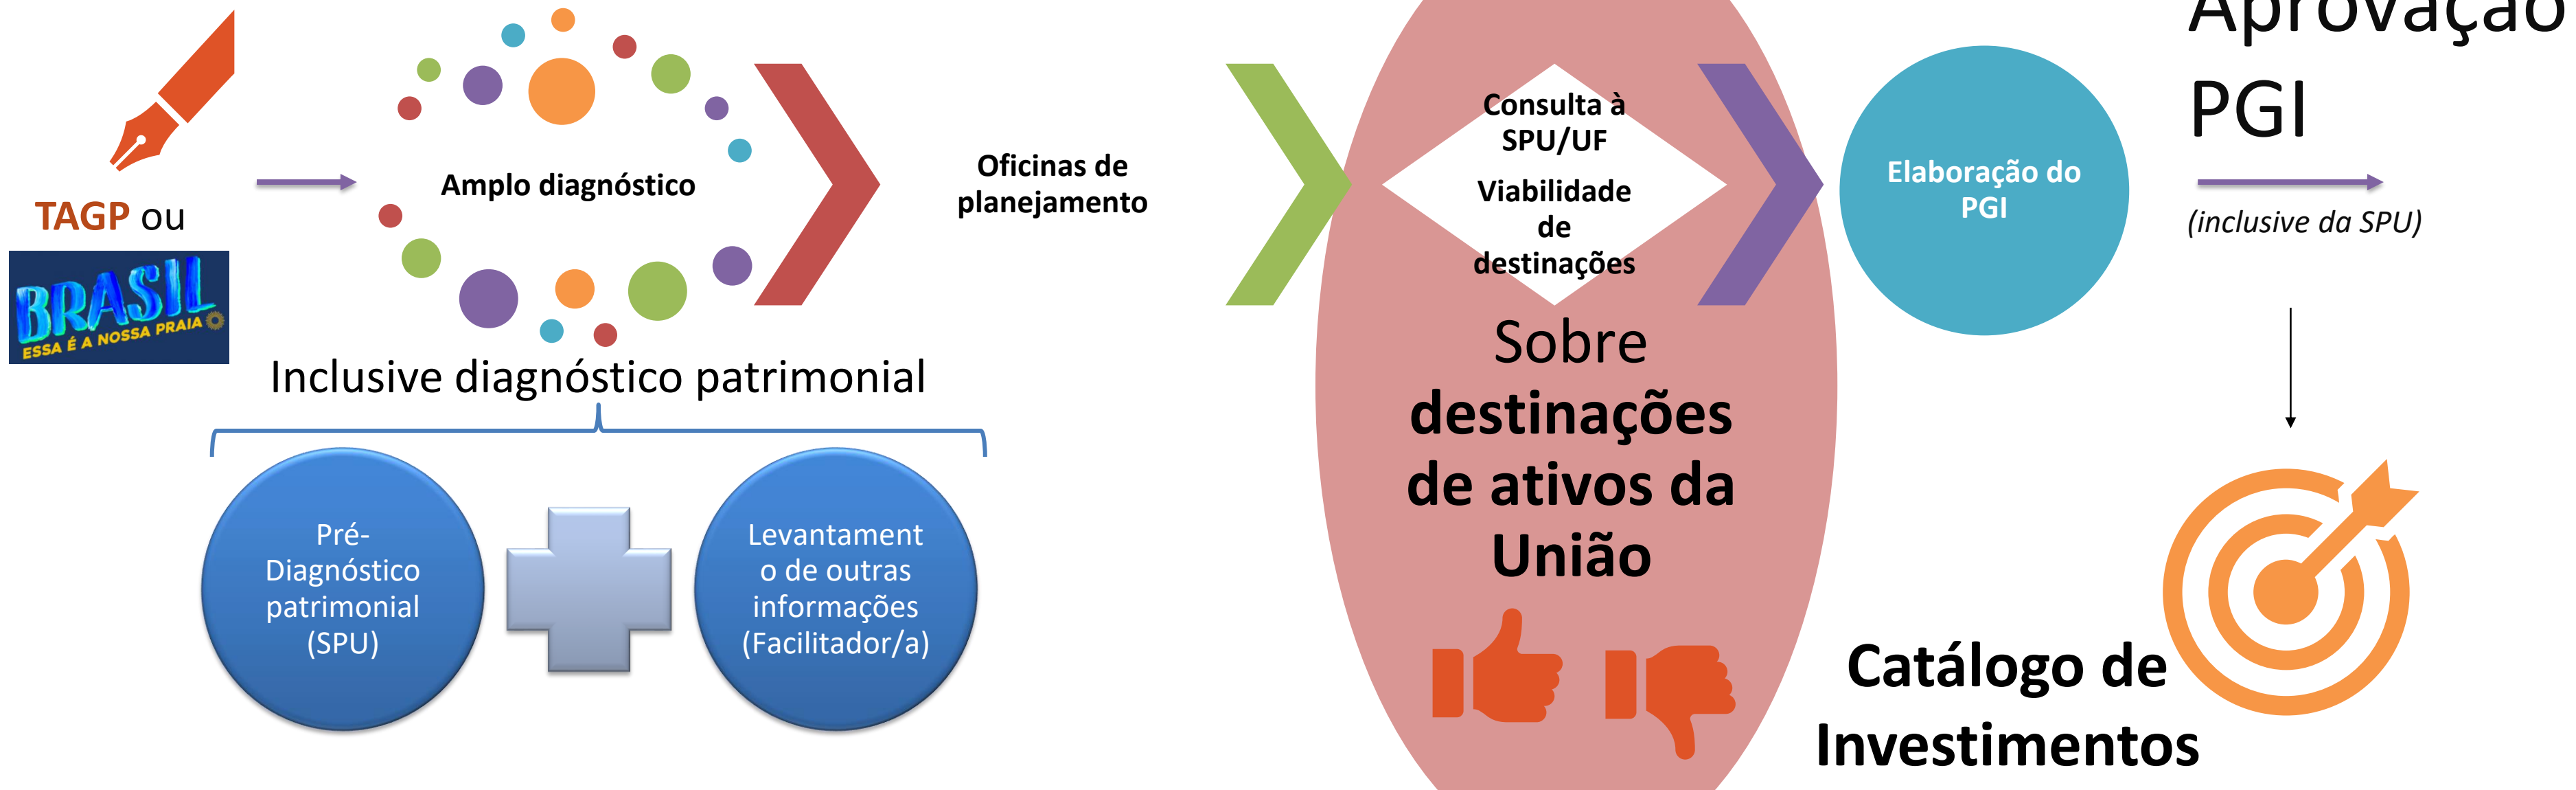 TAGP ou
BRASIL
ESSA É A NOSSA PRAIA
Amplo diagnóstico
Inclusive diagnóstico patrimonial
Pré-
Diagnóstico
patrimonial
(SPU)
Levantament
o de outras
informações
(Facilitador/a)
Oficinas de
planejamento
Consulta à
SPU/UF
Viabilidade
de
destinações
Sobre
destinações
de ativos da
União
Elaboração do
PGI
Aprovação
PGI
(inclusive da SPU)
Catálogo de
Investimentos